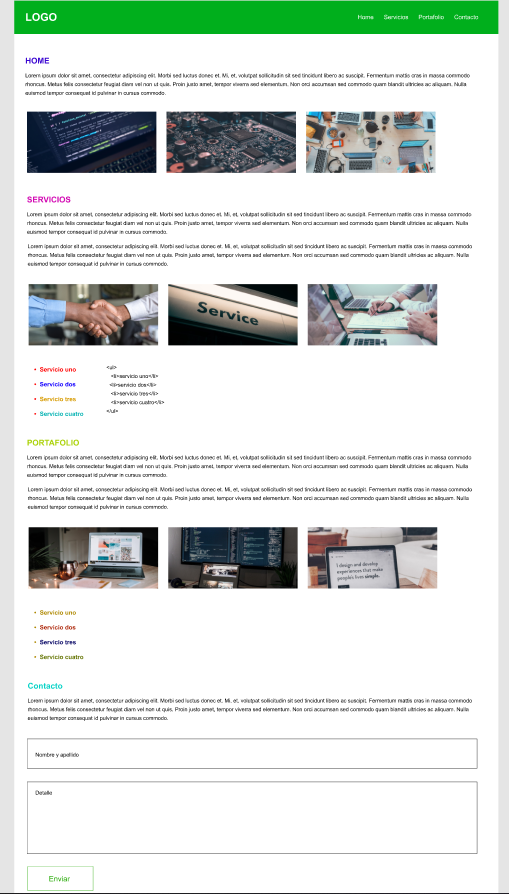 LOGO
Home Servicios Portafolio Contacto
HOME
Lorem ipsum dolor sit amet, consectetur adipiscing elit. Morbi sed luctus donec et. Mi, et, volutpat sollicitudin sit sed tincidunt libero ac suscipit. Fermentum mattis cras in massa commodo
rhoncus. Metus felis consectetur feugiat diam vel non ut quis. Proin justo amet, tempor viverra sed elementum. Non orci accumsan sed commodo quam blandit ultricies ac aliquam. Nulla
euismod tempor consequat id pulvinar in cursus commodo.
SERVICIOS
Lorem ipsum dolor sit amet, consectetur adipiscing elit. Morbi sed luctus donec et. Mi, et, volutpat sollicitudin sit sed tincidunt libero ac suscipit. Fermentum mattis cras in massa commodo
rhoncus. Metus felis consectetur feugiat diam vel non ut quis. Proin justo amet, tempor viverra sed elementum. Non orci accumsan sed commodo quam blandit ultricies ac aliquam. Nulla
euismod tempor consequat id pulvinar in cursus commodo.
Lorem ipsum dolor sit amet, consectetur adipiscing elit. Morbi sed luctus donec et. Mi, et, volutpat sollicitudin sit sed tincidunt libero ac suscipit. Fermentum mattis cras in massa commodo
rhoncus. Metus felis consectetur feugiat diam vel non ut quis. Proin justo amet, tempor viverra sed elementum. Non orci accumsan sed commodo quam blandit ultricies ac aliquam. Nulla
euismod tempor consequat id pulvinar in cursus commodo.
Service
• Servicio uno
• Servicio dos
• Servicio tres
• Servicio cuatro
<ul>
<li>servicio uno</li>
<li>servicio dos</li>
<li>servicio tres</li>
<li>servicio cuatro</li>
</ul>
PORTAFOLIO
Lorem ipsum dolor sit amet, consectetur adipiscing elit. Morbi sed luctus donec et. Mi, et, volutpat sollicitudin sit sed tincidunt libero ac suscipit. Fermentum mattis cras in massa commodo
rhoncus. Metus felis consectetur feugiat diam vel non ut quis. Proin justo amet, tempor viverra sed elementum. Non orci accumsan sed commodo quam blandit ultricies ac aliquam. Nulla
euismod tempor consequat id pulvinar in cursus commodo.
Lorem ipsum dolor sit amet, consectetur adipiscing elit. Morbi sed luctus donec et. Mi, et, volutpat sollicitudin sit sed tincidunt libero ac suscipit. Fermentum mattis cras in massa commodo
rhoncus. Metus felis consectetur feugiat diam vel non ut quis. Proin justo amet, tempor viverra sed elementum. Non orci accumsan sed commodo quam blandit ultricies ac aliquam. Nulla
euismod tempor consequat id pulvinar in cursus commodo.
I design and develop
experiences that make
people's lives simple.
• Servicio uno
• Servicio dos
• Servicio tres
• Servicio cuatro
Contacto
Lorem ipsum dolor sit amet, consectetur adipiscing elit. Morbi sed luctus donec et. Mi, et, volutpat sollicitudin sit sed tincidunt libero ac suscipit. Fermentum mattis cras in massa commodo
rhoncus. Metus felis consectetur feugiat diam vel non ut quis. Proin justo amet, tempor viverra sed elementum. Non orci accumsan sed commodo quam blandit ultricies ac aliquam. Nulla
euismod tempor consequat id pulvinar in cursus commodo.
Nombre y apellido
Detalle
Enviar